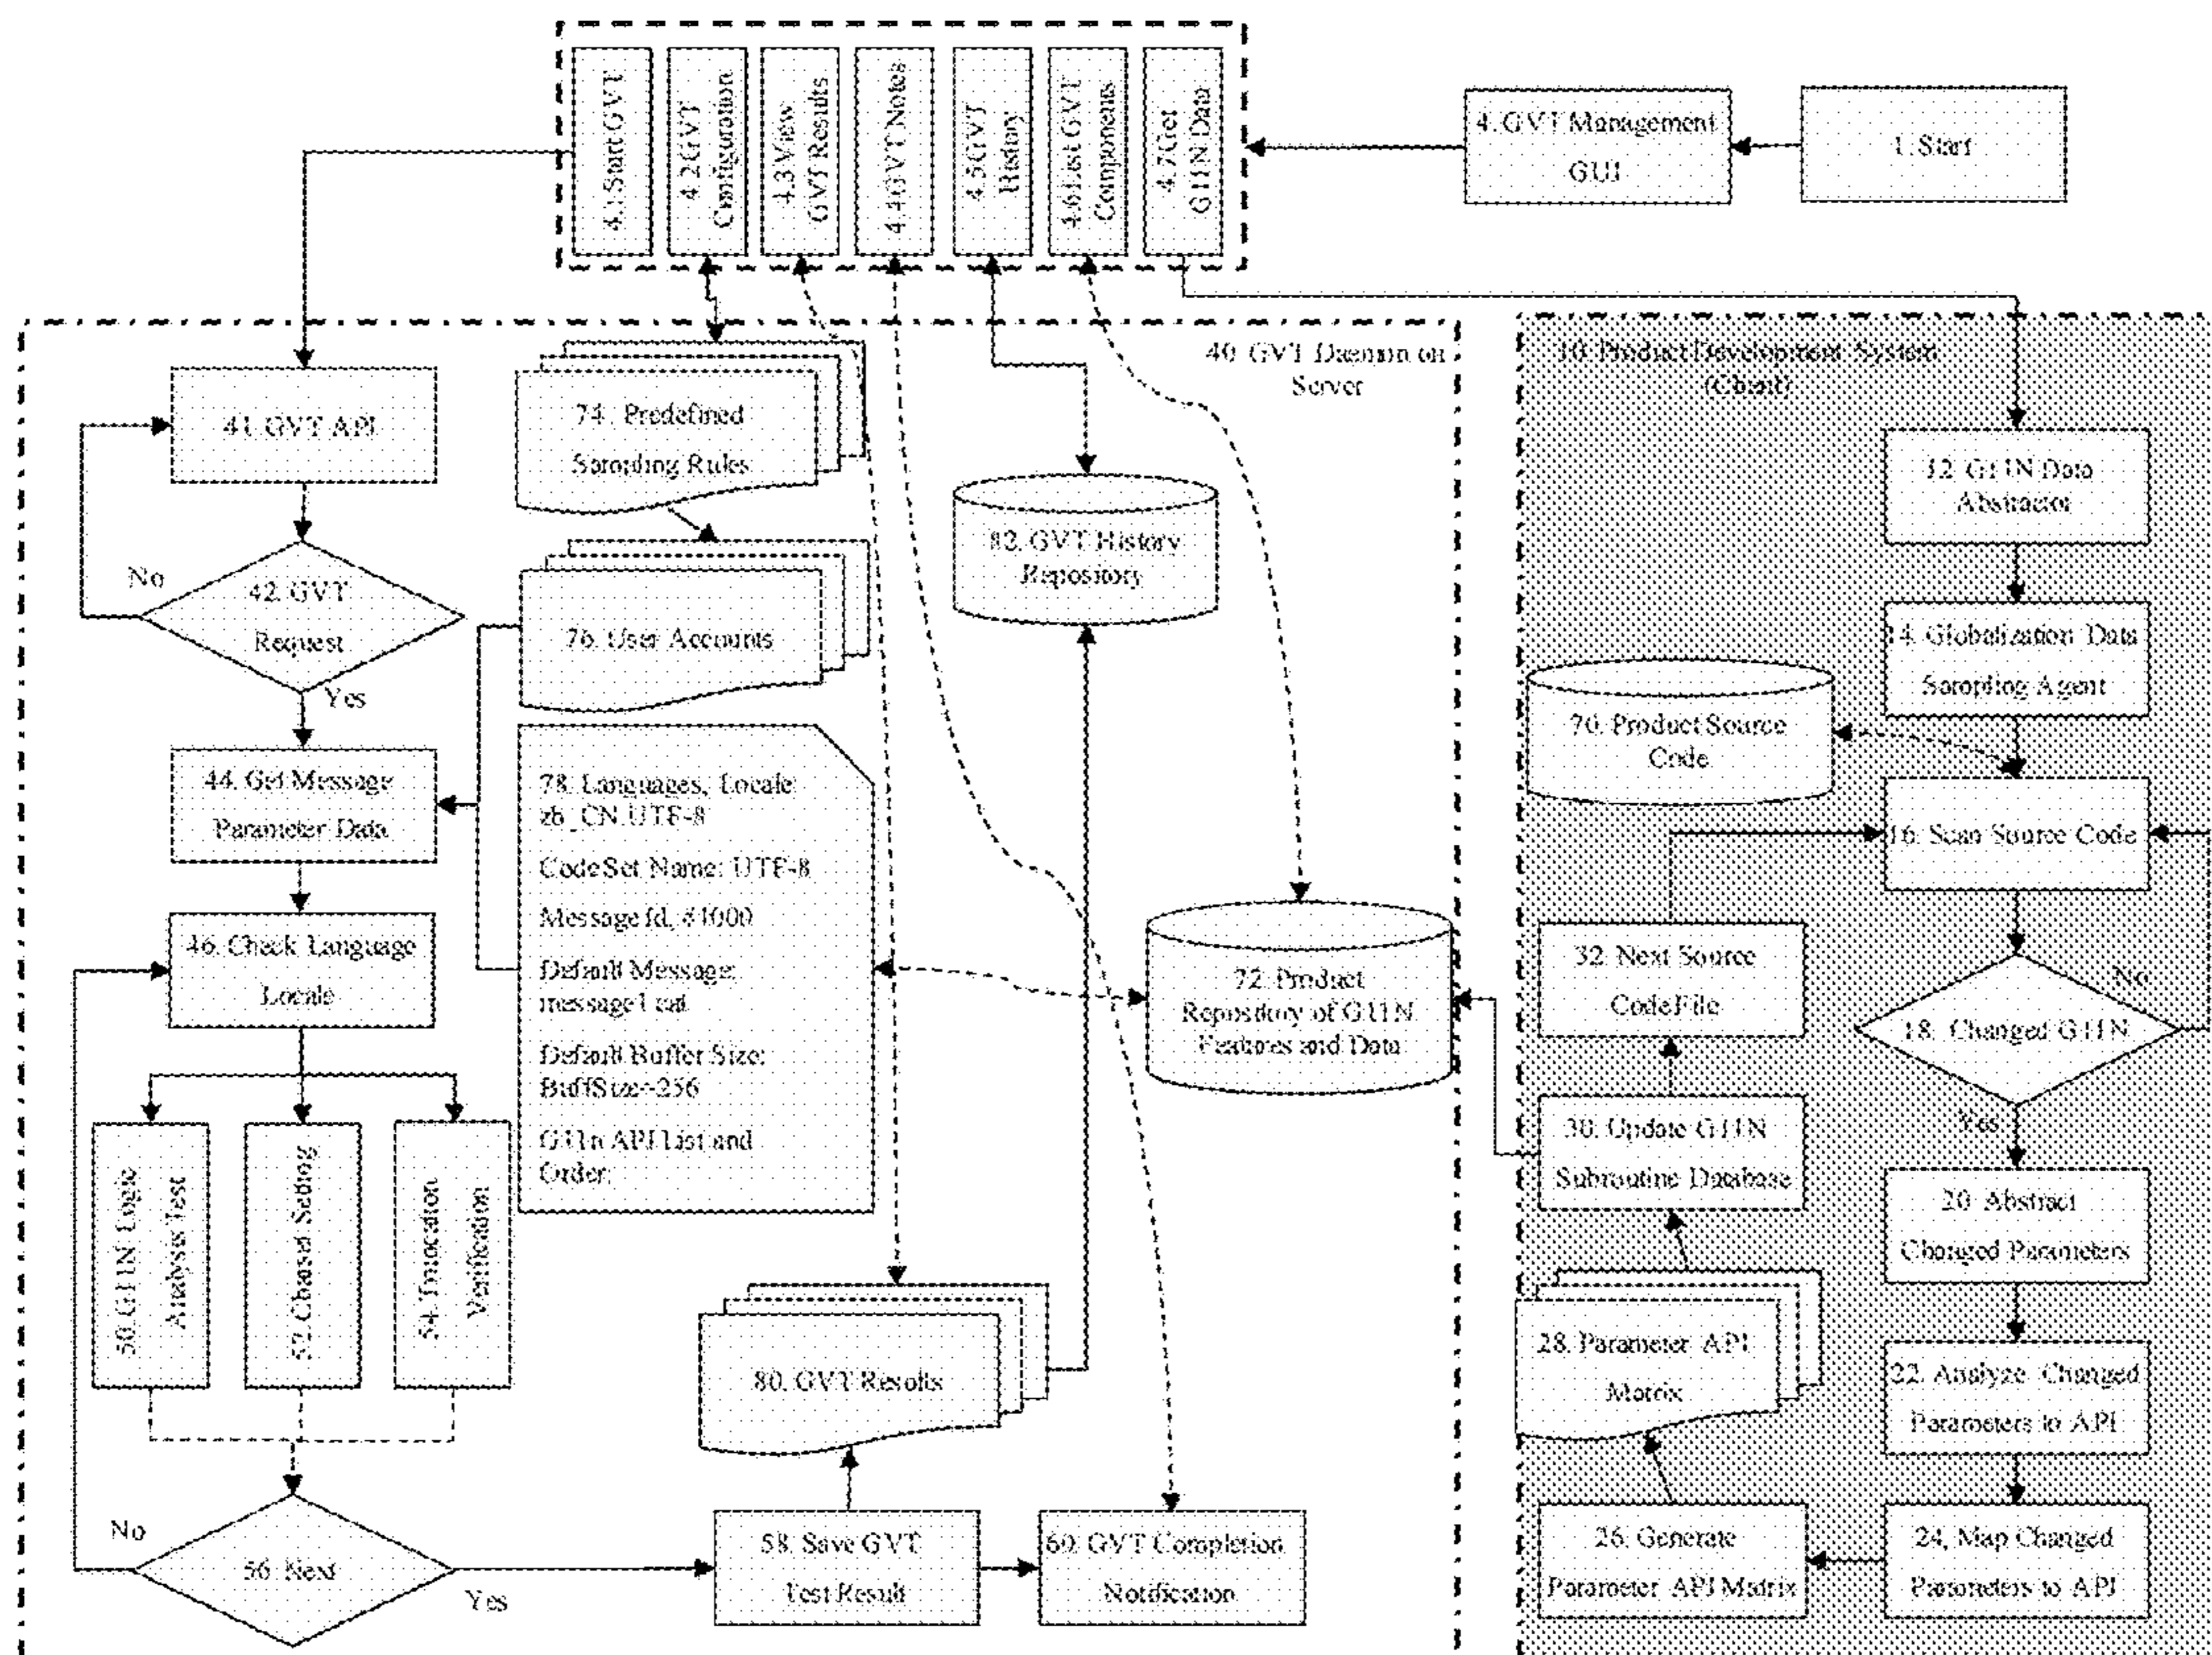 4.1 Start GVT
4.2 GVT
Configuration
4.3 View
GVT Results
4.4 GVT Notes
4.5 GVT
History
4.6 List GVT
Components
4.7 Get
G11N Data
4. GVT Management
GUI
1. Start
40. GVT Daemon on
Server
10. Product Development System
(Client)
41. GVT API
74. Predefined
Sampling Rules
12. G11N Data
Abstractor
No
42. GVT
Request
Yes
76. User Accounts
82. GVT History
Repository
14. Globalization Data
Sampling Agent
70. Product Source
Code
44. Get Message
Parameter Data
78. Languages, Locale:
zh_CN.UTF-8
CodeSet Name: UTF-8
Message Id, #1000
Default Message:
message1.cat
Default Buffer Size:
BuffSize=256
G11n API List and
Order:
16. Scan Source Code
46. Check Language
Locale
72. Product
Repository of G11N
Features and Data
32. Next Source
Code File
18. Changed G11N
No
Yes
30. Update G11N
Subroutine Database
20. Abstract
Changed Parameters
50. G11N Logic
Analysis Test
52. Charset Setting
54. Truncation
Verification
80. GVT Results
28. Parameter API
Matrix
22. Analyze Changed
Parameters to API
No
56. Next
Yes
58. Save GVT
Test Result
60. GVT Completion
Notification
26. Generate
Parameter API Matrix
24. Map Changed
Parameters to API